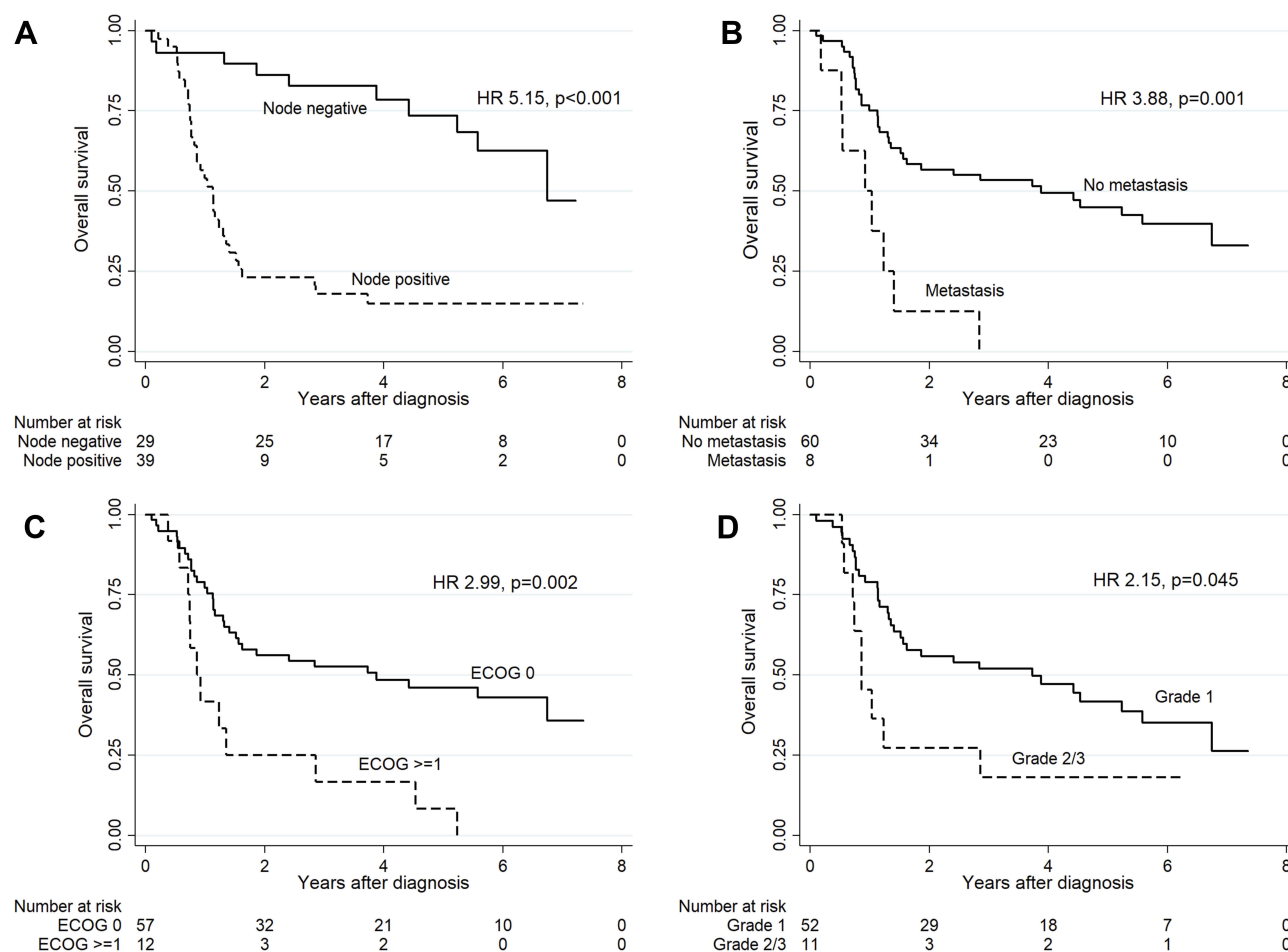 A
1.00
0.75
0.50
0.25
0.00
Overall survival
HR 5.15, p<0.001
Node negative
Node positive
0 2 4 6 8
Years after diagnosis
Number at risk
Node negative 29 25 17 8 0
Node positive 39 9 5 2 0
B
1.00
0.75
0.50
0.25
0.00
Overall survival
HR 3.88, p=0.001
No metastasis
Metastasis
0 2 4 6 8
Years after diagnosis
Number at risk
No metastasis 60 34 23 10 0
Metastasis 8 1 0 0 0
C
1.00
0.75
0.50
0.25
0.00
Overall survival
HR 2.99, p=0.002
ECOG 0
ECOG >=1
0 2 4 6 8
Years after diagnosis
Number at risk
ECOG 0 57 32 21 10 0
ECOG >=1 12 3 2 0 0
D
1.00
0.75
0.50
0.25
0.00
Overall survival
HR 2.15, p=0.045
Grade 1
Grade 2/3
0 2 4 6 8
Years after diagnosis
Number at risk
Grade 1 52 29 18 7 0
Grade 2/3 11 3 2 1 0